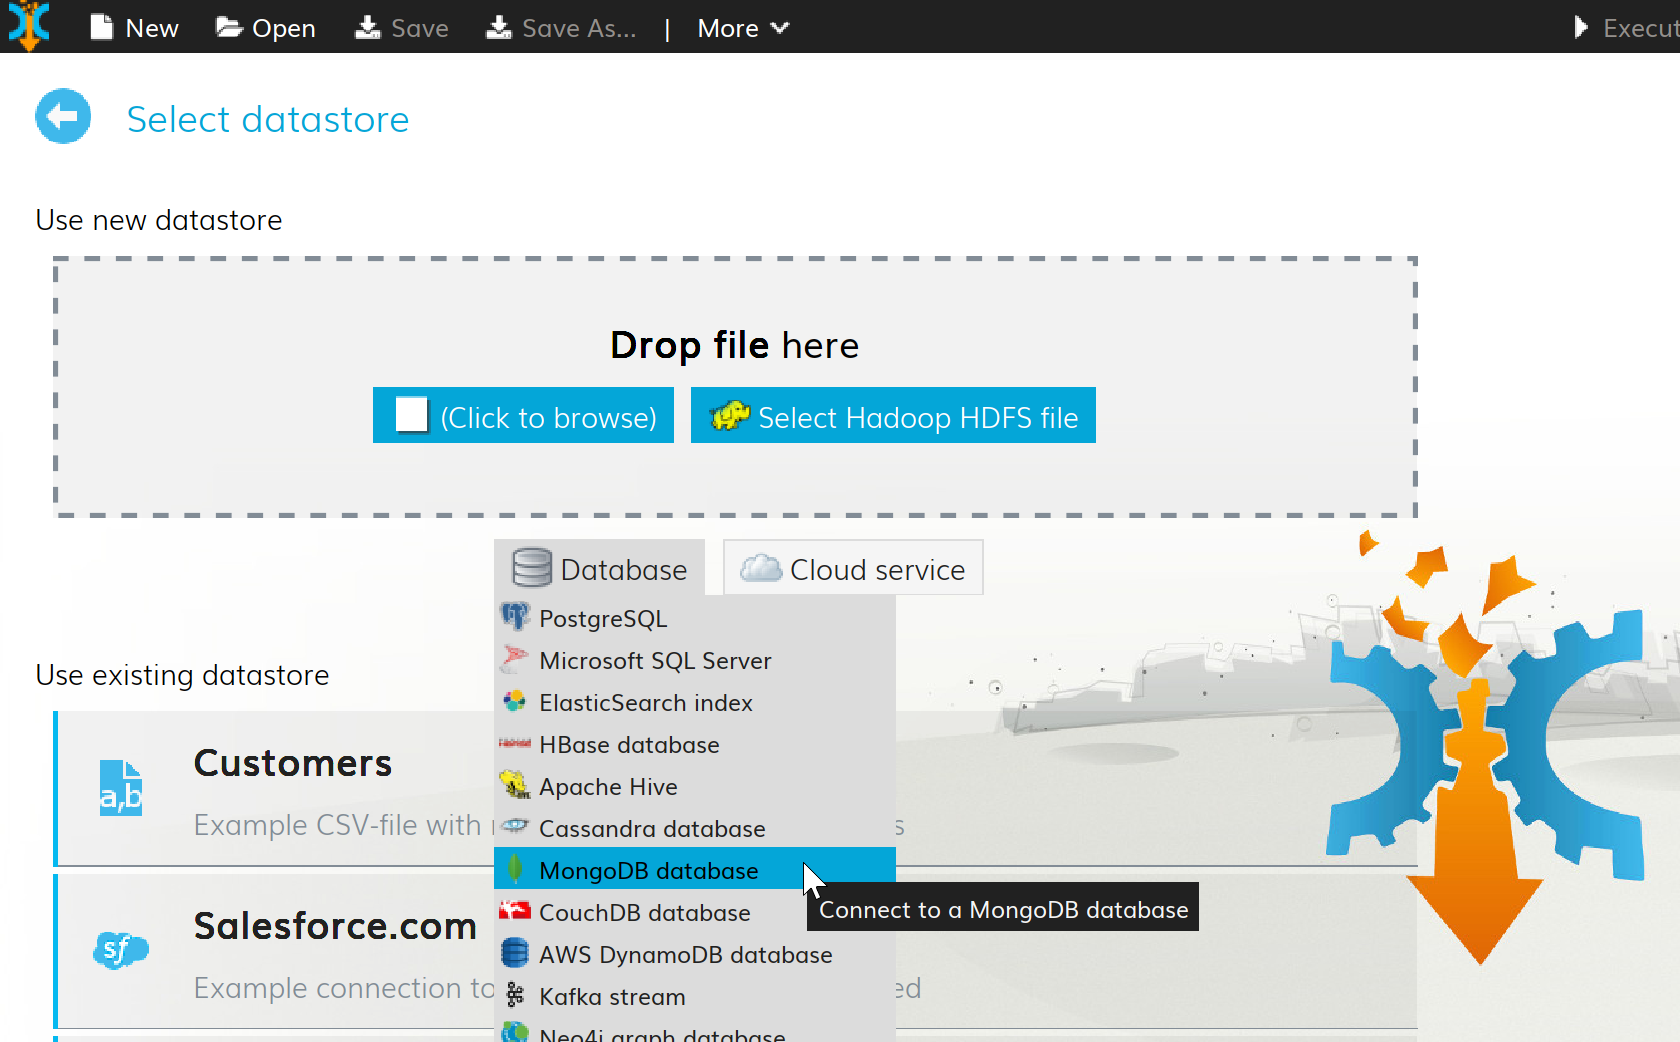 New Open Save Save As... | More Execut
Select datastore
Use new datastore
Drop file here
(Click to browse) Select Hadoop HDFS file
Database Cloud service
PostgreSQL
Microsoft SQL Server
Use existing datastore
ElasticSearch index
HBase database
Customers
a,b
Apache Hive
Example CSV-file with s
Cassandra database
MongoDB database
Connect to a MongoDB database
CouchDB database
Salesforce.com
sf
AWS DynamoDB database
Example connection to ed
Kafka stream
Neo4j graph database